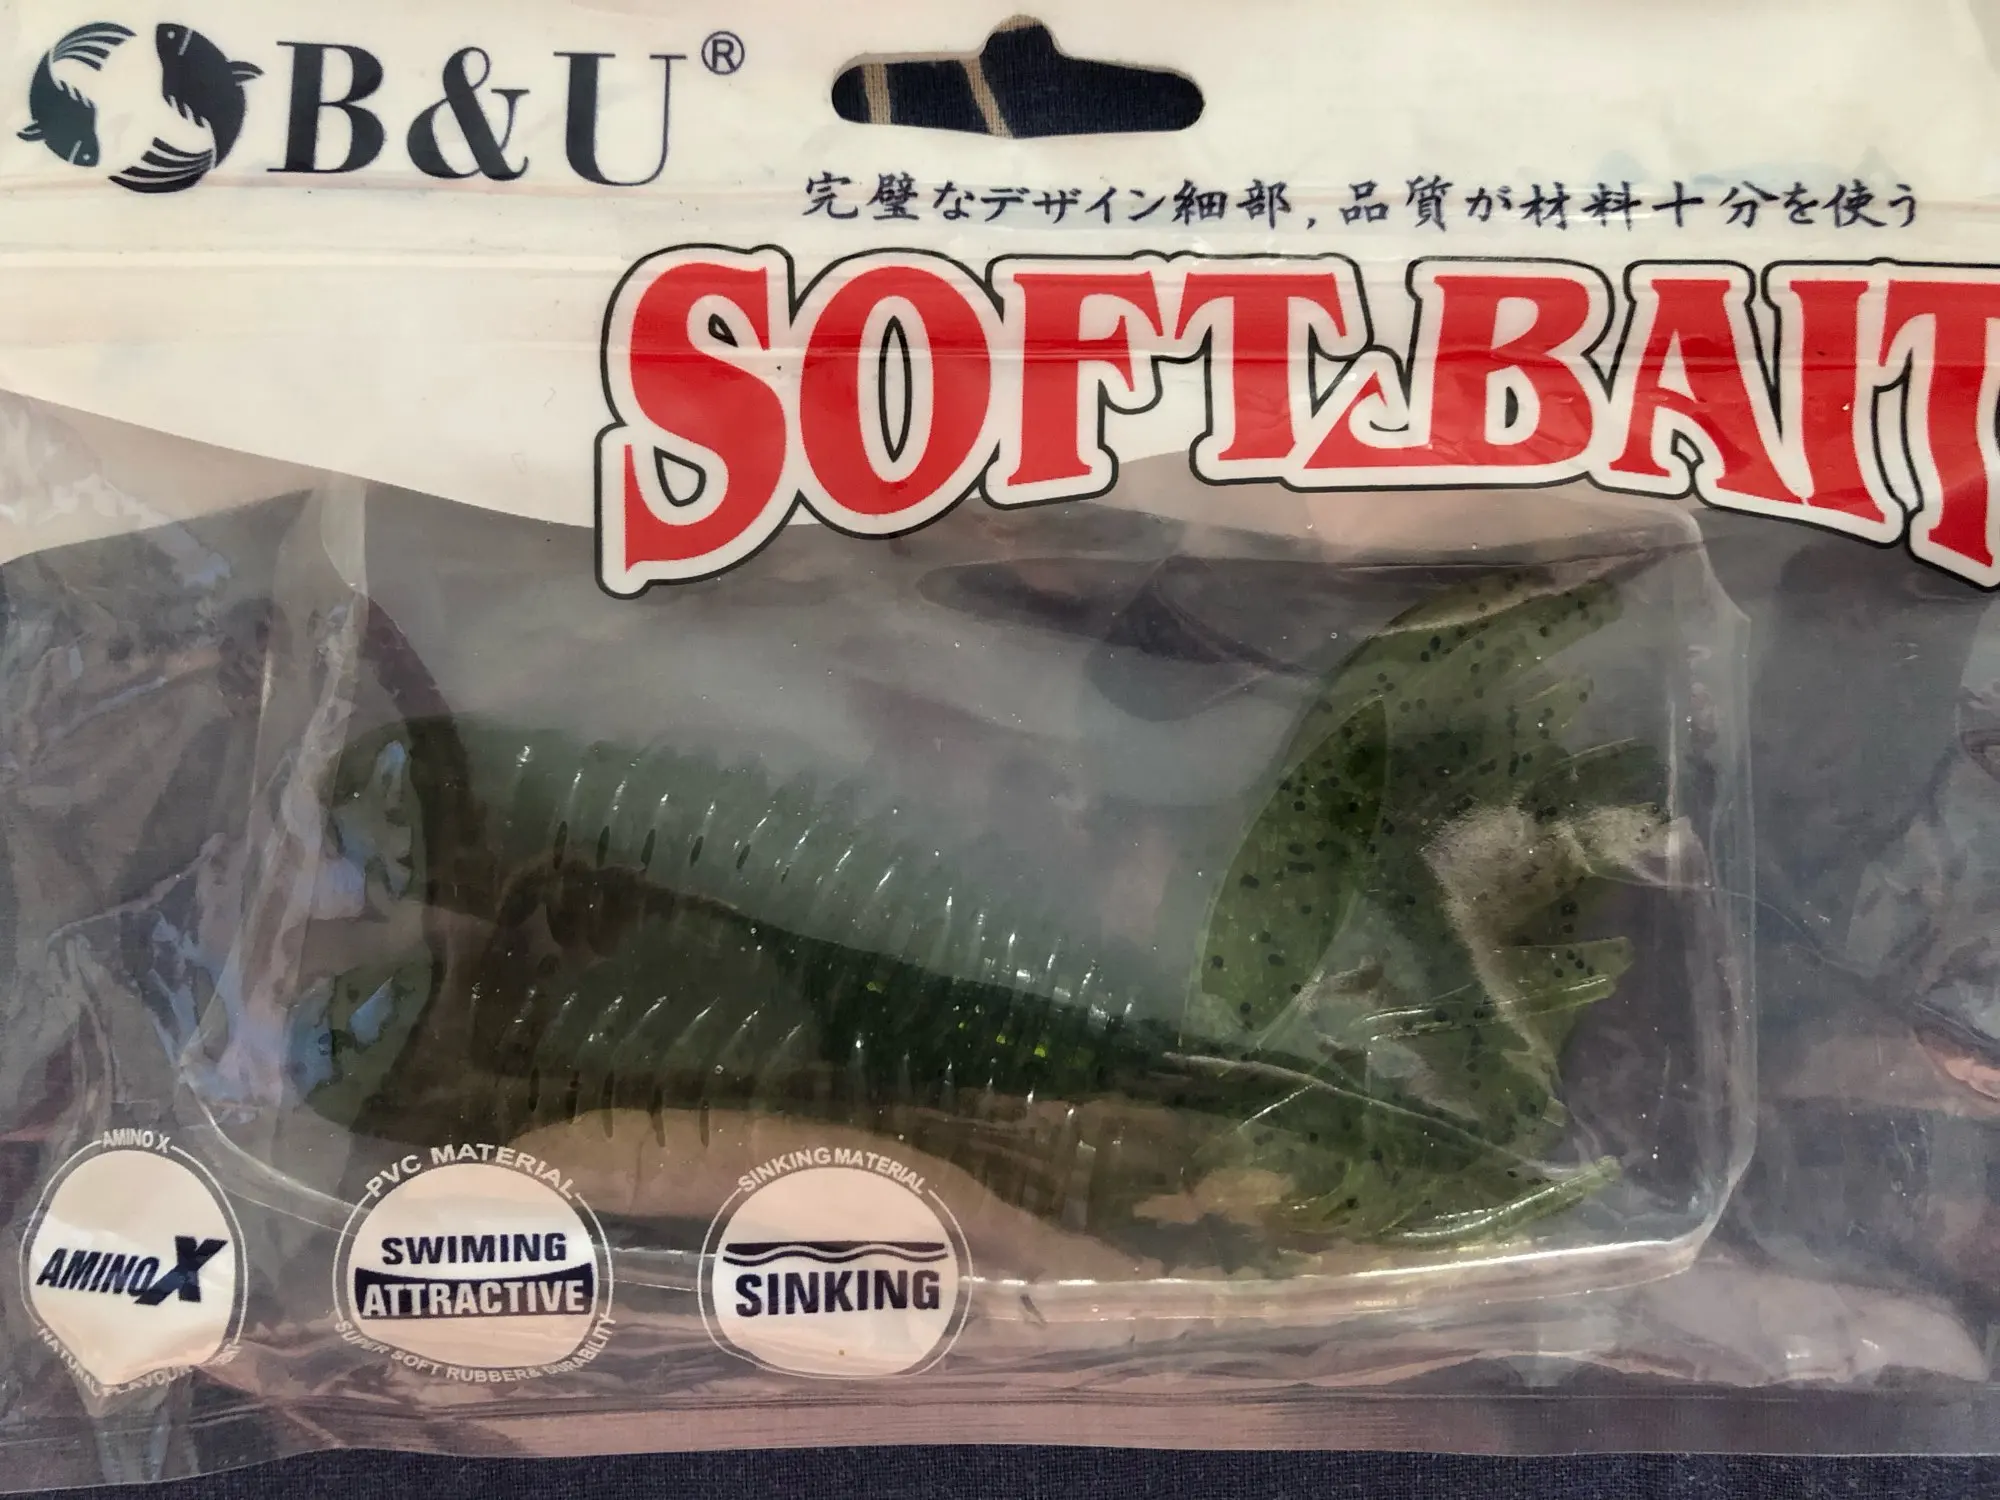 B&U®
完璧なデザイン細部,品質が材料十分を使う
SOFT BAIT
AMINO X
AMINO X
PVC MATERIAL
SWIMING
ATTRACTIVE
SUPER SOFT RUBBER& DURABILITY
SINKING MATERIAL
SINKING